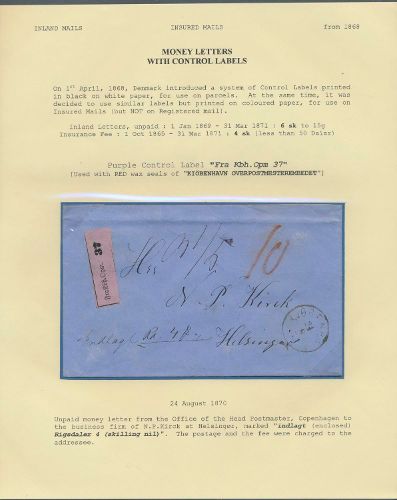 INLAND MAILS INSURED MAILS from 1868
MONEY LETTERS
WITH CONTROL LABELS
On 1st April, 1868, Denmark introduced a system of Control Labels printed
in black on white paper, for use on parcels. At the same time, it was
decided to use similar labels but printed on coloured paper, for use on
Insured Mails (but NOT on Registered mail).
Inland Letters, unpaid : 1 Jan 1869 - 31 Mar 1871 : 6 sk to 15g
Insurance Fee : 1 Oct 1865 - 31 Mar 1871 : 4 sk (less than 50 Dalar)
Purple Control Label "Fra Kbh.Opm 37"
[Used with RED wax seals of "KIOBENHAVN OVERPOSTMESTEREMBEDET"]
37
10
Herr
N. P. Kirck
Indlagt Rd 4 Helsingør
24 August 1870
Unpaid money letter from the Office of the Head Postmaster, Copenhagen to
the business firm of N.P.Kirck at Helsingør, marked "indlagt (enclosed)
Rigsdaler 4 (skilling nil)". The postage and the fee were charged to the
addressee.